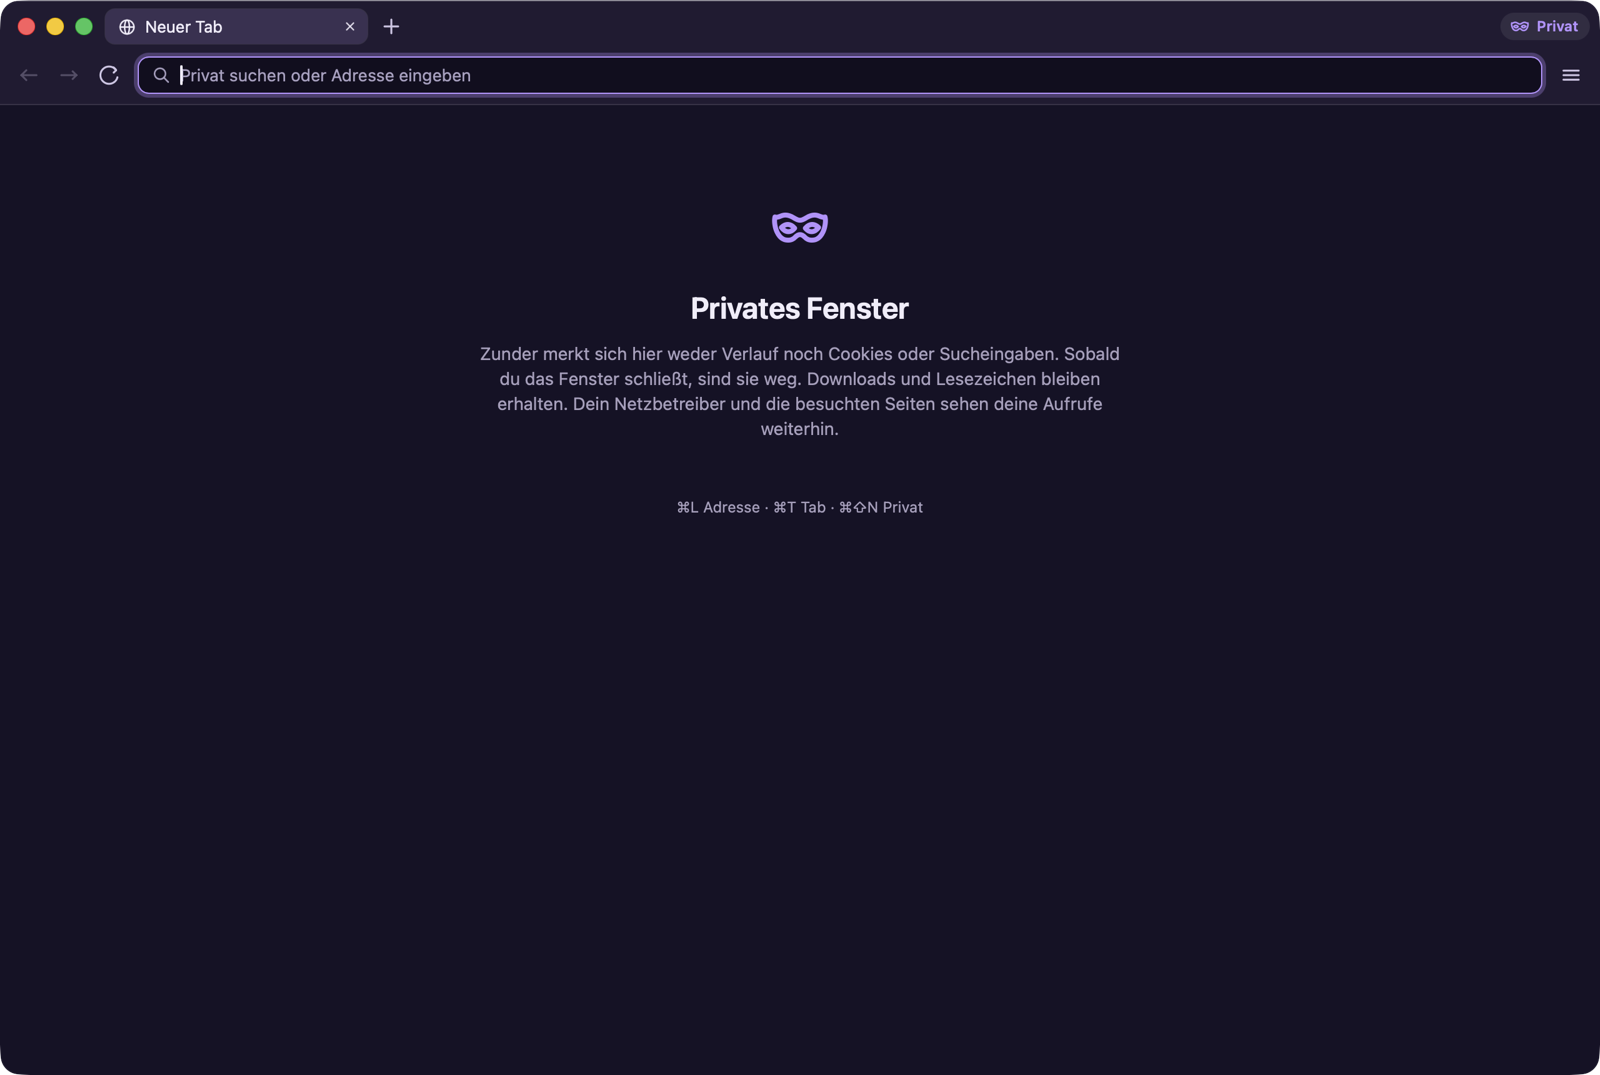 Neuer Tab
Privat
Privat suchen oder Adresse eingeben
Privates Fenster
Zunder merkt sich hier weder Verlauf noch Cookies oder Sucheingaben. Sobald
du das Fenster schließt, sind sie weg. Downloads und Lesezeichen bleiben
erhalten. Dein Netzbetreiber und die besuchten Seiten sehen deine Aufrufe
weiterhin.
⌘L Adresse · ⌘T Tab · ⌘⇧N Privat